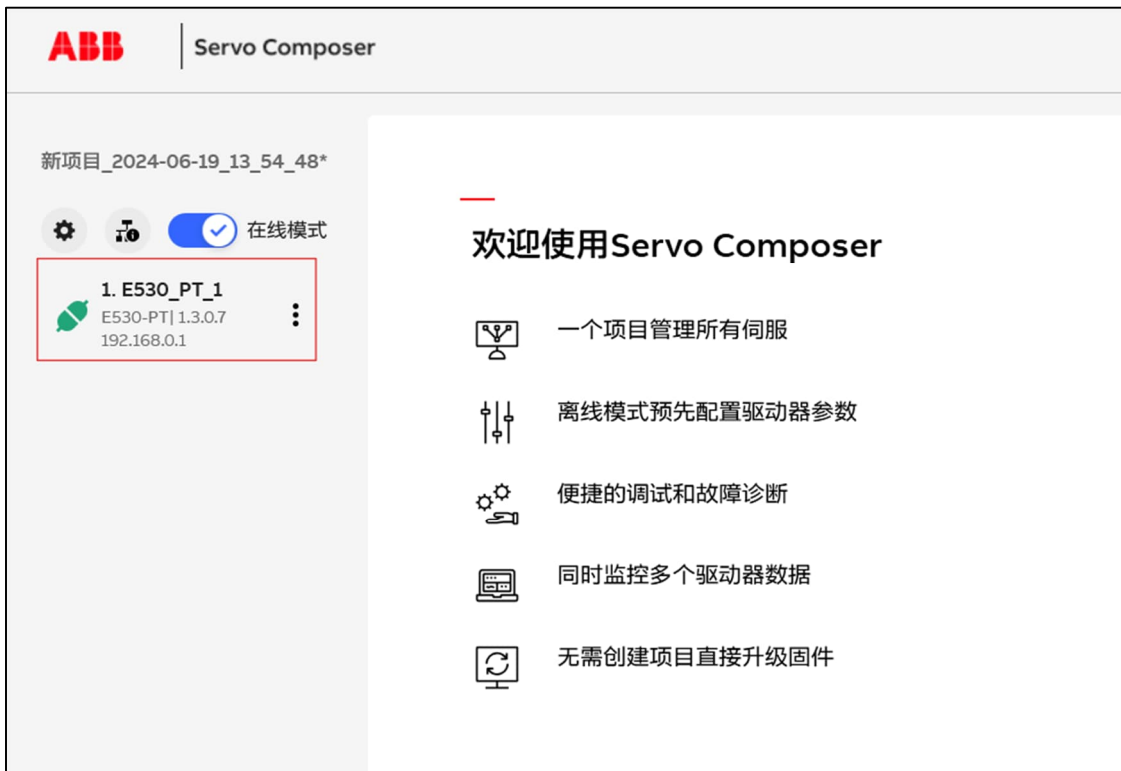 ABB
Servo Composer
新项目_2024-06-19_13_54_48*
在线模式
1. E530_PT_1
E530-PT| 1.3.0.7
192.168.0.1
欢迎使用Servo Composer
一个项目管理所有伺服
离线模式预先配置驱动器参数
便捷的调试和故障诊断
同时监控多个驱动器数据
无需创建项目直接升级固件